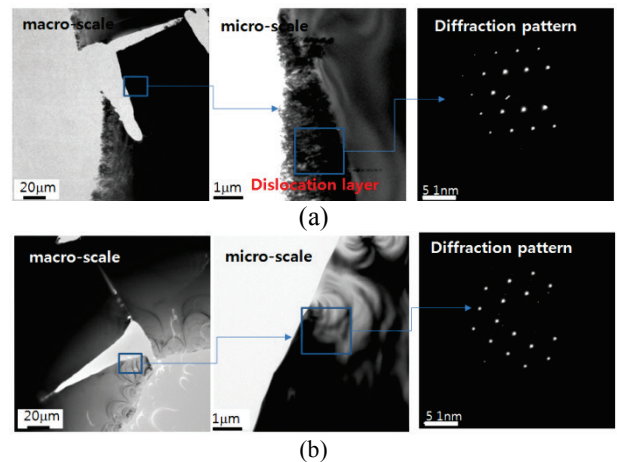 macro-scale
micro-scale
Diffraction pattern
Dislocation layer
20μm
1μm
5 1nm
(a)
macro-scale
micro-scale
Diffraction pattern
20μm
1μm
5 1nm
(b)